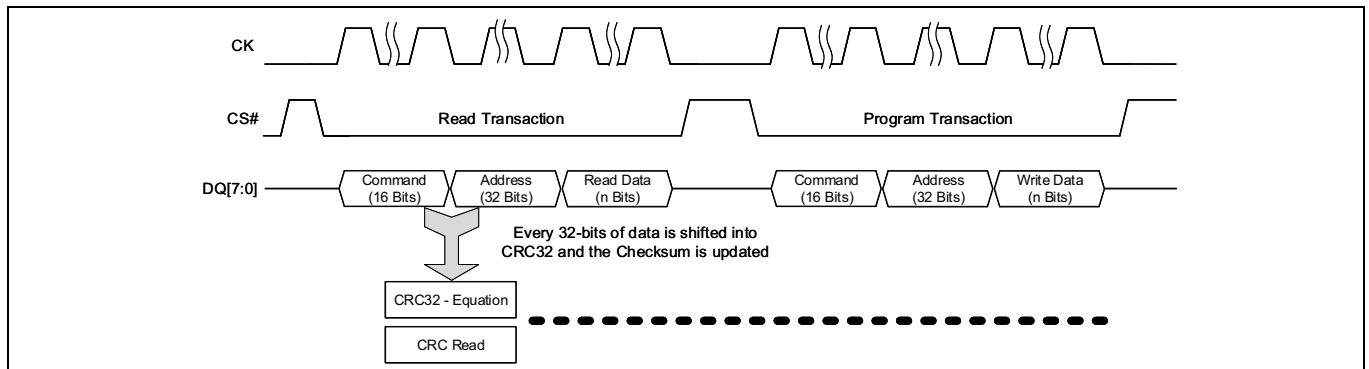 CK
CS#
Read Transaction
Program Transaction
DQ[7:0]
Command
(16 Bits)
Address
(32 Bits)
Read Data
(n Bits)
Command
(16 Bits)
Address
(32 Bits)
Write Data
(n Bits)
Every 32-bits of data is shifted into
CRC32 and the Checksum is updated
CRC32 - Equation
CRC Read